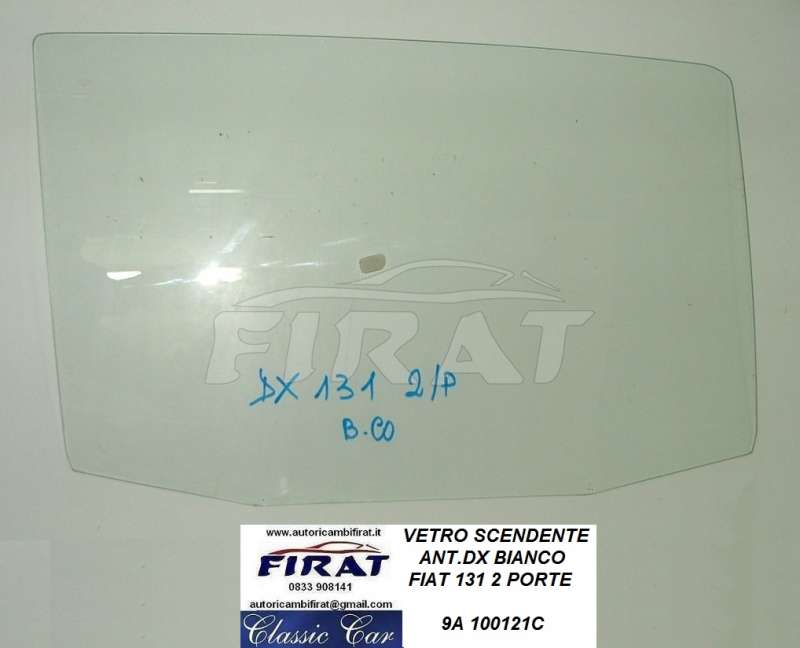 FIRAT
DX 131 2/P
B.CO
www.autoricambifirat.it
FIRAT
0833 908141
autoricambifirat@gmail.com
Classic Car
VETRO SCENDENTE
ANT.DX BIANCO
FIAT 131 2 PORTE
9A 100121C